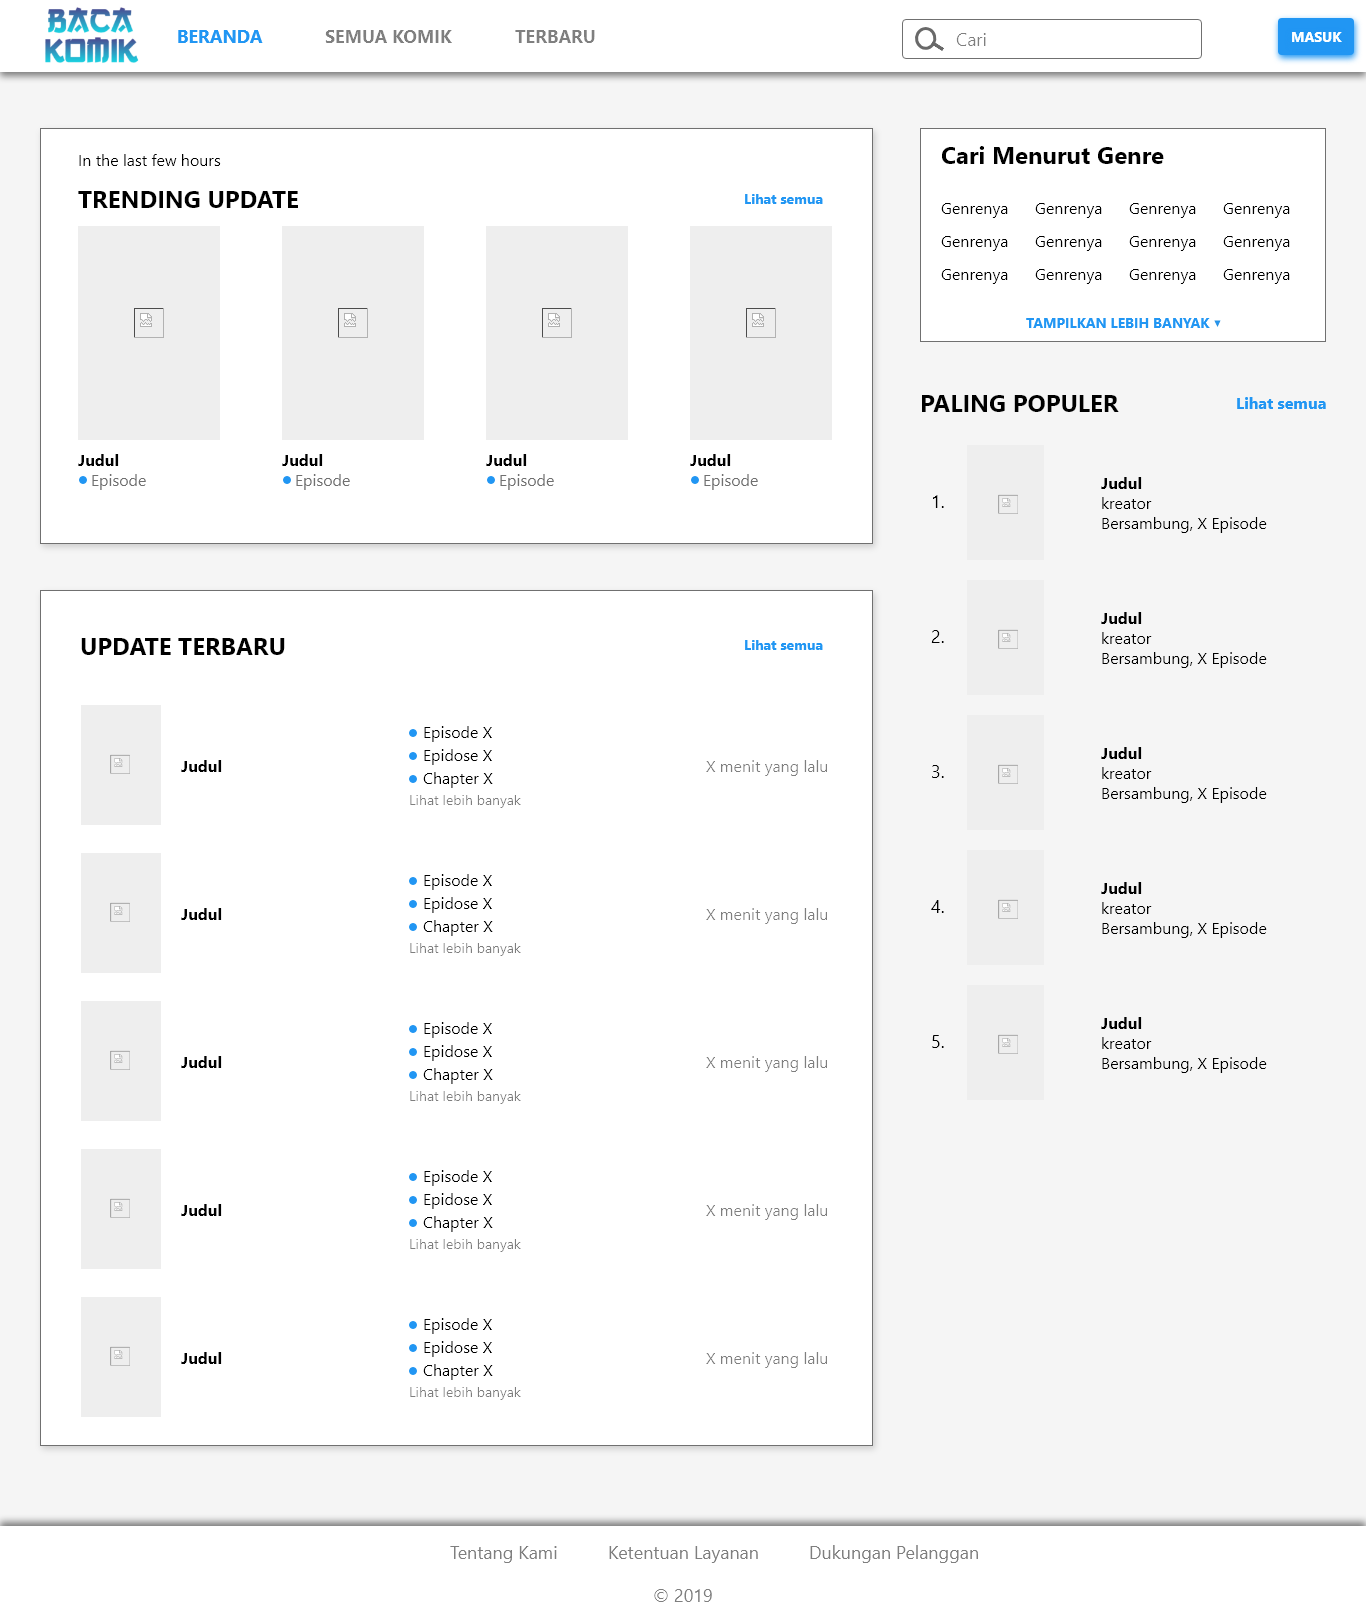 BACA
KOMIK
BERANDA
SEMUA KOMIK
TERBARU
Cari
MASUK
In the last few hours
TRENDING UPDATE
Lihat semua
Judul
Episode
Judul
Episode
Judul
Episode
Judul
Episode
UPDATE TERBARU
Lihat semua
Judul
Episode X
Epidose X
Chapter X
Lihat lebih banyak
X menit yang lalu
Judul
Episode X
Epidose X
Chapter X
Lihat lebih banyak
X menit yang lalu
Judul
Episode X
Epidose X
Chapter X
Lihat lebih banyak
X menit yang lalu
Judul
Episode X
Epidose X
Chapter X
Lihat lebih banyak
X menit yang lalu
Judul
Episode X
Epidose X
Chapter X
Lihat lebih banyak
X menit yang lalu
Cari Menurut Genre
Genrenya Genrenya Genrenya Genrenya
Genrenya Genrenya Genrenya Genrenya
Genrenya Genrenya Genrenya Genrenya
TAMPILKAN LEBIH BANYAK ▼
PALING POPULER
Lihat semua
1.
Judul
kreator
Bersambung, X Episode
2.
Judul
kreator
Bersambung, X Episode
3.
Judul
kreator
Bersambung, X Episode
4.
Judul
kreator
Bersambung, X Episode
5.
Judul
kreator
Bersambung, X Episode
Tentang Kami
Ketentuan Layanan
Dukungan Pelanggan
© 2019